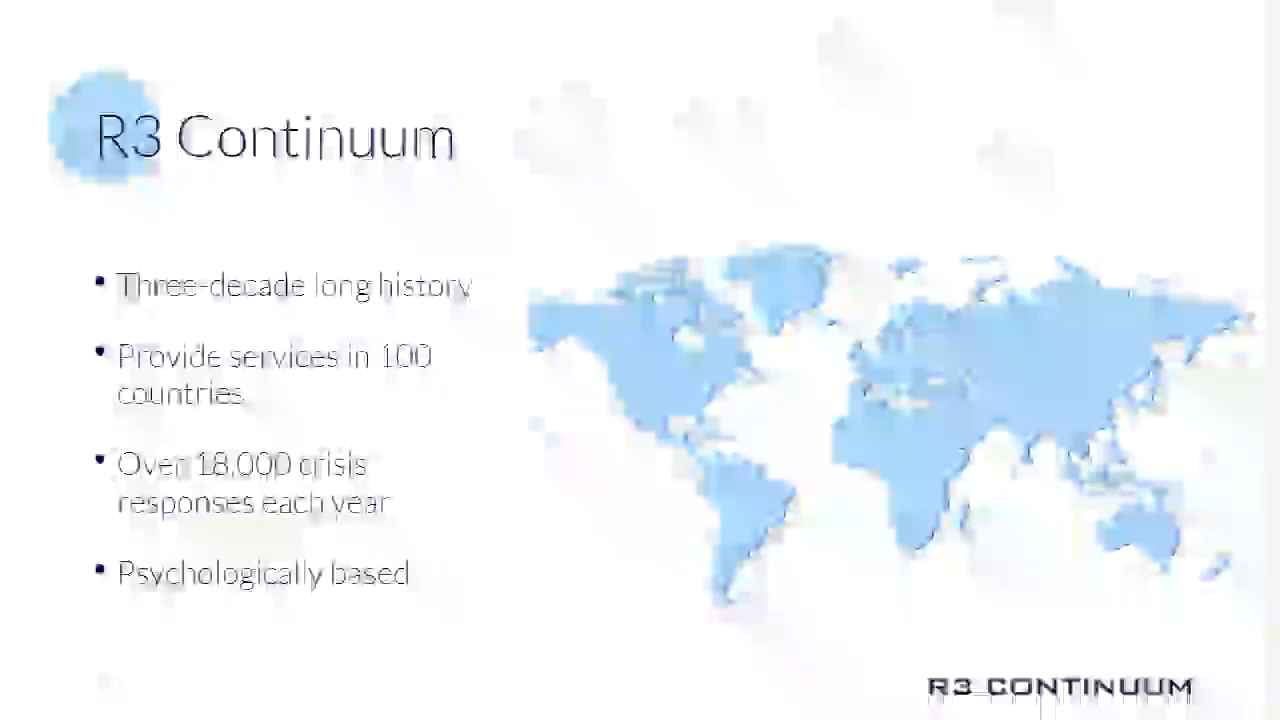 R3 Continuum
• Three-decade long history
• Provide services in 100
countries
• Over 18,000 crisis
responses each year
• Psychologically based
R3 CONTINUUM